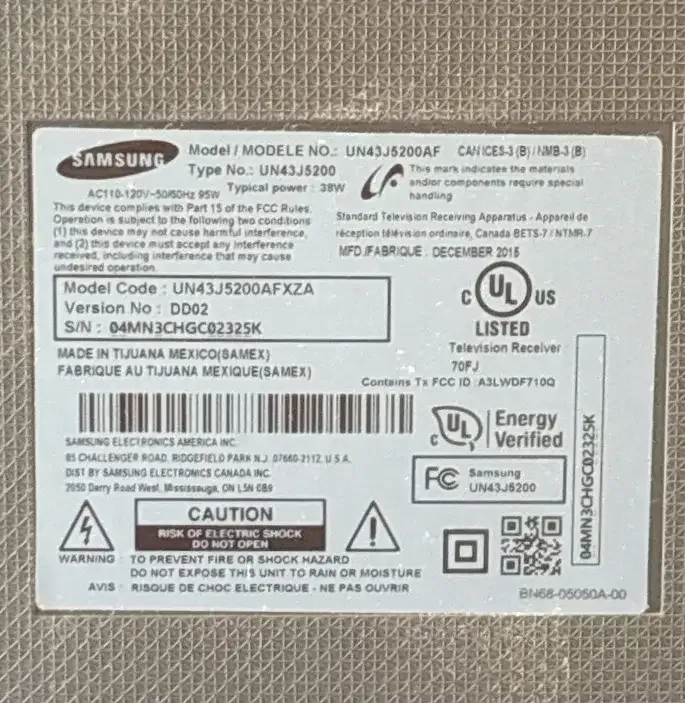 SAMSUNG
Model / MODELE NO.: UN43J5200AF CAN ICES-3 (B) / NMB-3 (B)
Type No.: UN43J5200
AC110-120V~50/60Hz 95W Typical power : 38W
This mark indicates the materials
and/or components require special
handling
This device complies with Part 15 of the FCC Rules.
Operation is subject to the following two conditions
(1) this device may not cause harmful interference,
and (2) this device must accept any interference
received, including interference that may cause
undesired operation.
Standard Television Receiving Apparatus - Appareil de
réception télévision ordinaire, Canada BETS-7 / NTMR-7
MFD./FABRIQUE : DECEMBER 2015
Model Code : UN43J5200AFXZA
Version No : DD02
S/N : 04MN3CHGC02325K
C UL US
LISTED
Television Receiver
70FJ
MADE IN TIJUANA MEXICO(SAMEX)
FABRIQUE AU TIJUANA MEXIQUE(SAMEX)
Contains Tx FCC ID :A3LWDF710Q
SAMSUNG ELECTRONICS AMERICA INC.
85 CHALLENGER ROAD. RIDGEFIELD PARK N.J. 07660-2112 U.S.A.
DIST BY SAMSUNG ELECTRONICS CANADA INC.
2050 Derry Road West, Mississauga, ON L5N 0B9
C UL Energy
Verified
FC Samsung
UN43J5200
04MN3CHGC02325K
CAUTION
RISK OF ELECTRIC SHOCK
DO NOT OPEN
WARNING : TO PREVENT FIRE OR SHOCK HAZARD
DO NOT EXPOSE THIS UNIT TO RAIN OR MOISTURE
AVIS : RISQUE DE CHOC ELECTRIQUE - NE PAS OUVRIR
BN68-05050A-00